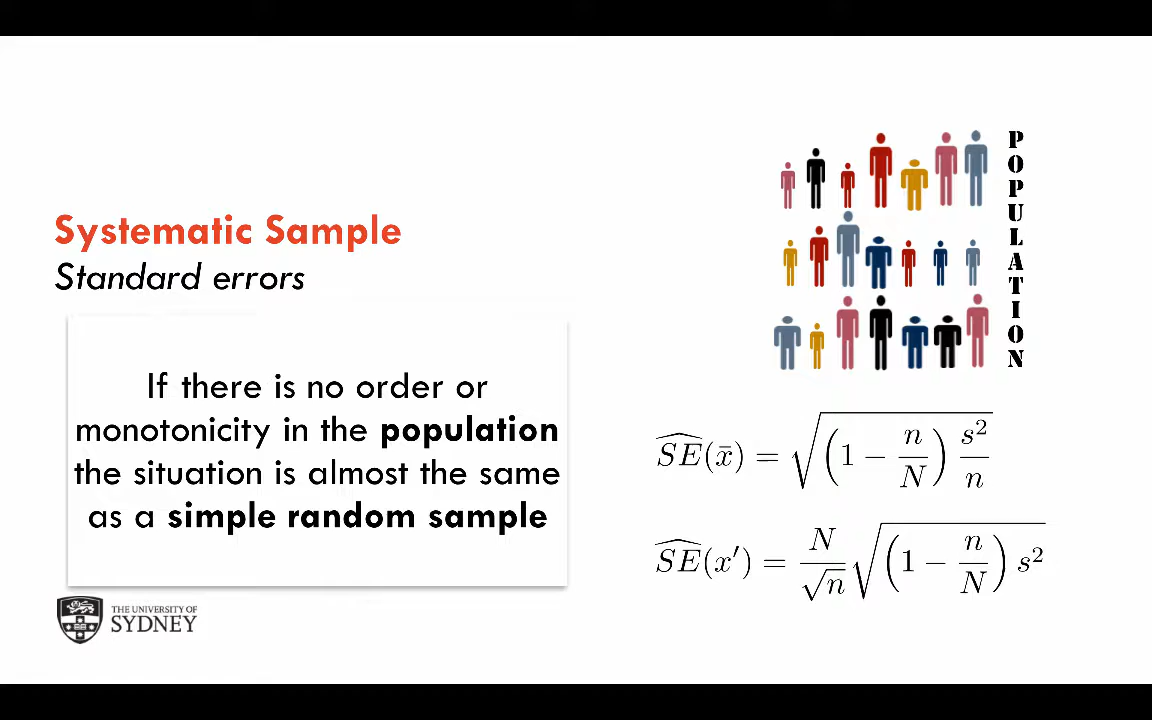 Systematic Sample
Standard errors
If there is no order or
monotonicity in the population
the situation is almost the same
as a simple random sample
THE UNIVERSITY OF
SYDNEY
POPULATION
$\widehat{SE}(\bar{x}) = \sqrt{\left(1 - \frac{n}{N}\right) \frac{s^2}{n}}$
$\widehat{SE}(x') = \frac{N}{\sqrt{n}} \sqrt{\left(1 - \frac{n}{N}\right) s^2}$